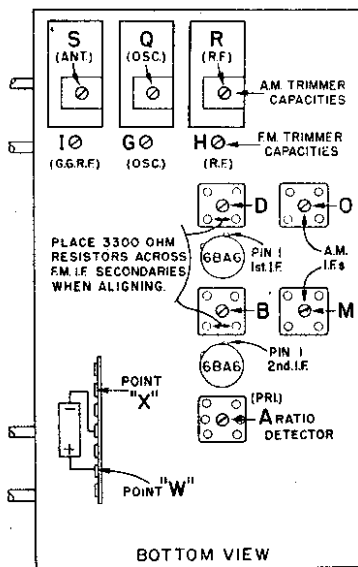 S Q R
(ANT.) (OSC.) (R.F)
A.M. TRIMMER
CAPACITIES
I G H
F.M. TRIMMER
CAPACITIES
(G.G.R.F.) (OSC.) (R.F)
D O
PLACE 3300 OHM
RESISTORS ACROSS
F.M. I.F. SECONDARIES
WHEN ALIGNING.
6BA6
PIN 1
1st. I.F.
A.M.
I.F.s
B M
6BA6
PIN 1
2nd. I.F.
POINT
"X"
(PRI.)
A RATIO
DETECTOR
- 
+
POINT "W"
BOTTOM VIEW